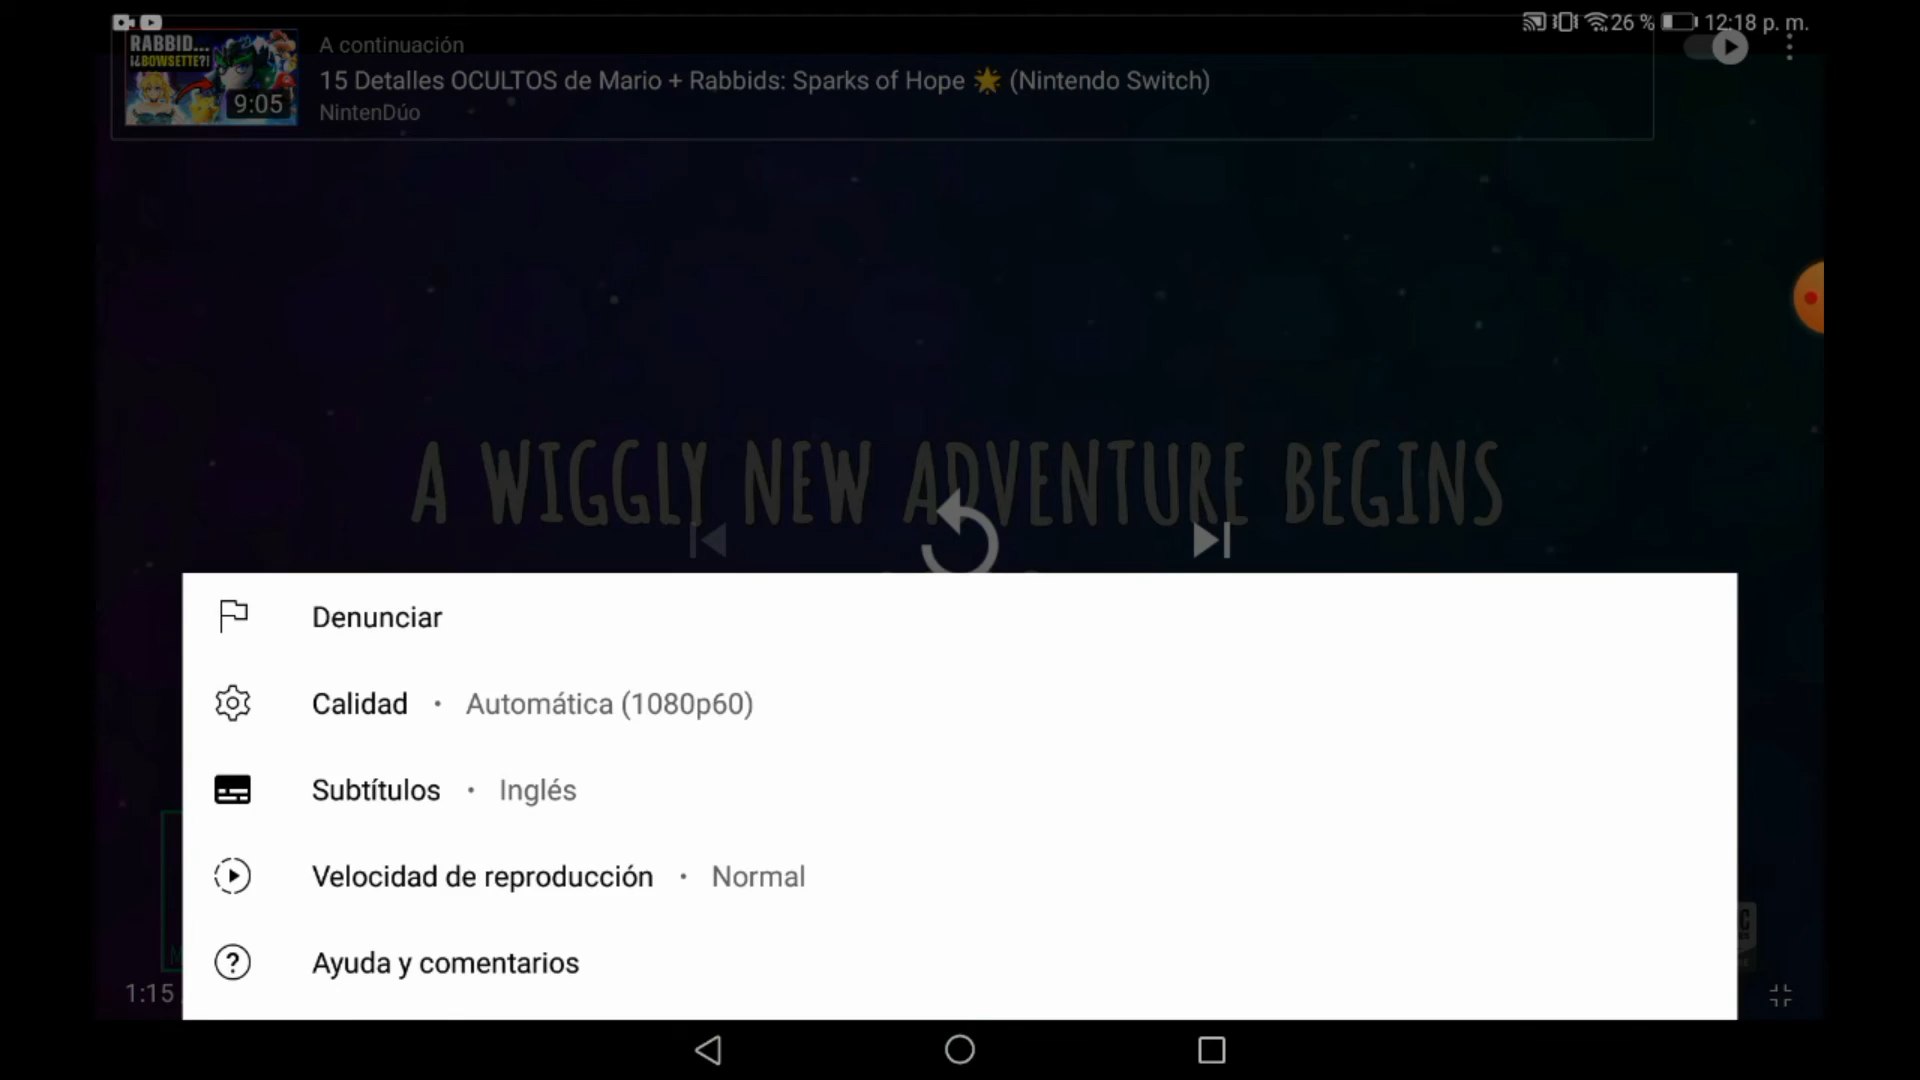 26 % 12:18 p. m.
RABBID...
¡¿BOWSETTE?!
9:05
A continuación
15 Detalles OCULTOS de Mario + Rabbids: Sparks of Hope 🌟 (Nintendo Switch)
NintenDúo
A WIGGLY NEW ADVENTURE BEGINS
Denunciar
Calidad • Automática (1080p60)
Subtítulos • Inglés
Velocidad de reproducción • Normal
Ayuda y comentarios
1:15